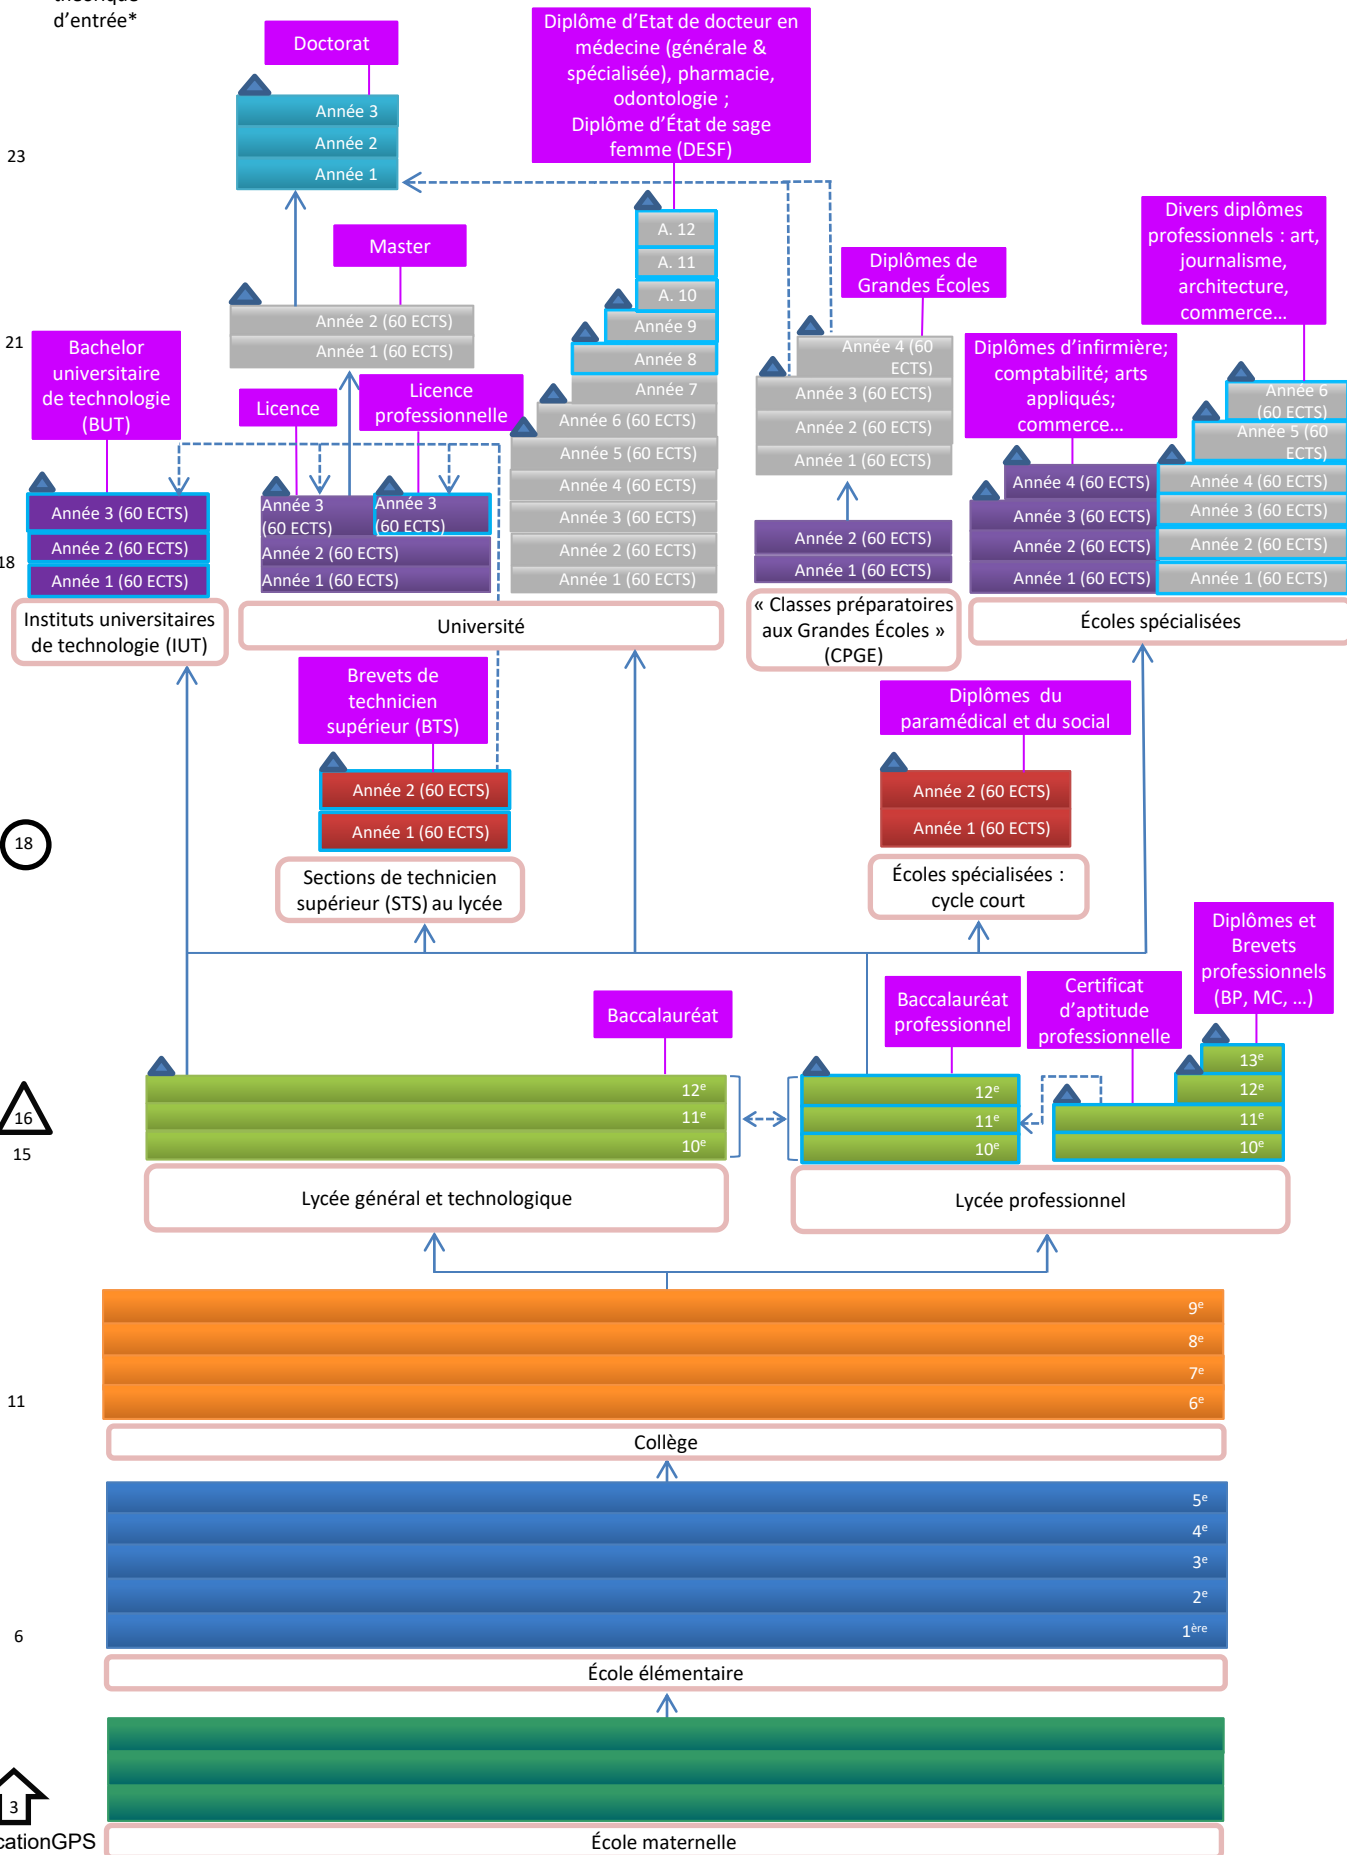 d'entrée*
Doctorat
Année 3
Année 2
Année 1
23
Diplôme d'Etat de docteur en
médecine (générale &
spécialisée), pharmacie,
odontologie ;
Diplôme d'État de sage
femme (DESF)
Master
Année 2 (60 ECTS)
Année 1 (60 ECTS)
21
A. 12
A. 11
A. 10
Année 9
Année 8
Année 7
Année 6 (60 ECTS)
Année 5 (60 ECTS)
Année 4 (60 ECTS)
Année 3 (60 ECTS)
Année 2 (60 ECTS)
Année 1 (60 ECTS)
Diplômes de
Grandes Écoles
Année 4 (60
ECTS)
Année 3 (60 ECTS)
Année 2 (60 ECTS)
Année 1 (60 ECTS)
Divers diplômes
professionnels : art,
journalisme,
architecture,
commerce…
Diplômes d'infirmière;
comptabilité; arts
appliqués;
commerce…
Bachelor
universitaire
de technologie
(BUT)
Licence
Licence
professionnelle
Année 3 (60 ECTS)
Année 2 (60 ECTS)
Année 1 (60 ECTS)
Année 3
(60 ECTS)
Année 3
(60 ECTS)
Année 2 (60 ECTS)
Année 1 (60 ECTS)
Année 2 (60 ECTS)
Année 1 (60 ECTS)
Année 4 (60 ECTS)
Année 3 (60 ECTS)
Année 2 (60 ECTS)
Année 1 (60 ECTS)
Année 6
(60 ECTS)
Année 5 (60
ECTS)
Année 4 (60 ECTS)
Année 3 (60 ECTS)
Année 2 (60 ECTS)
Année 1 (60 ECTS)
18
Instituts universitaires
de technologie (IUT)
Université
« Classes préparatoires
aux Grandes Écoles »
(CPGE)
Écoles spécialisées
Brevets de
technicien
supérieur (BTS)
Année 2 (60 ECTS)
Année 1 (60 ECTS)
Diplômes du
paramédical et du social
Année 2 (60 ECTS)
Année 1 (60 ECTS)
18
Sections de technicien
supérieur (STS) au lycée
Écoles spécialisées :
cycle court
Baccalauréat
Baccalauréat
professionnel
Certificat
d'aptitude
professionnelle
Diplômes et
Brevets
professionnels
(BP, MC, …)
12e
11e
10e
12e
11e
10e
13e
12e
11e
10e
16
15
Lycée général et technologique
Lycée professionnel
9e
8e
7e
6e
11
Collège
5e
4e
3e
2e
1ère
6
École élémentaire
3
cationGPS
École maternelle